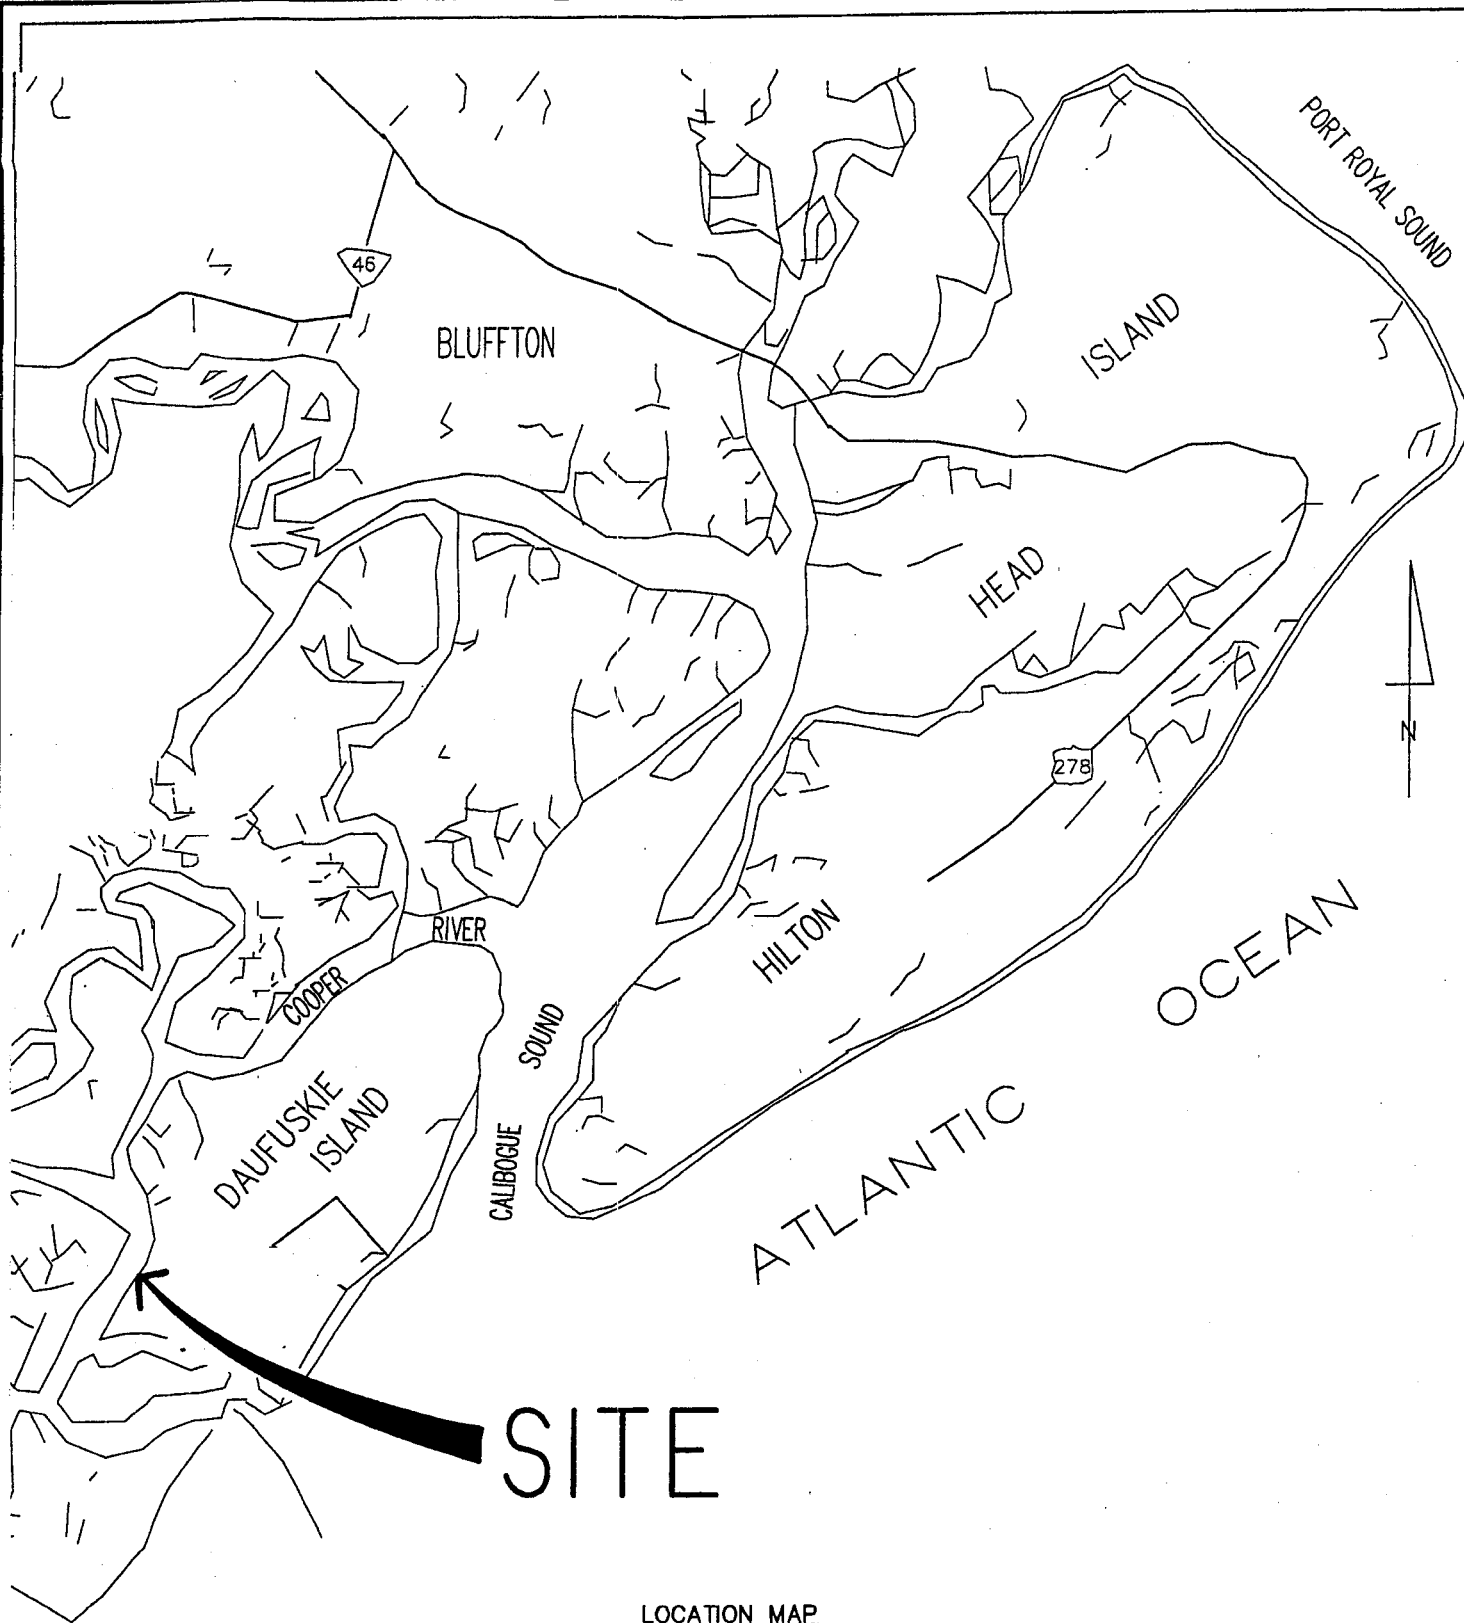 PORT ROYAL SOUND
46
BLUFFTON
ISLAND
HEAD
N
278
HILTON
RIVER
COOPER
OCEAN
SOUND
DAUFUSKIE
ISLAND
CALIBOGUE
ATLANTIC
SITE
LOCATION MAP